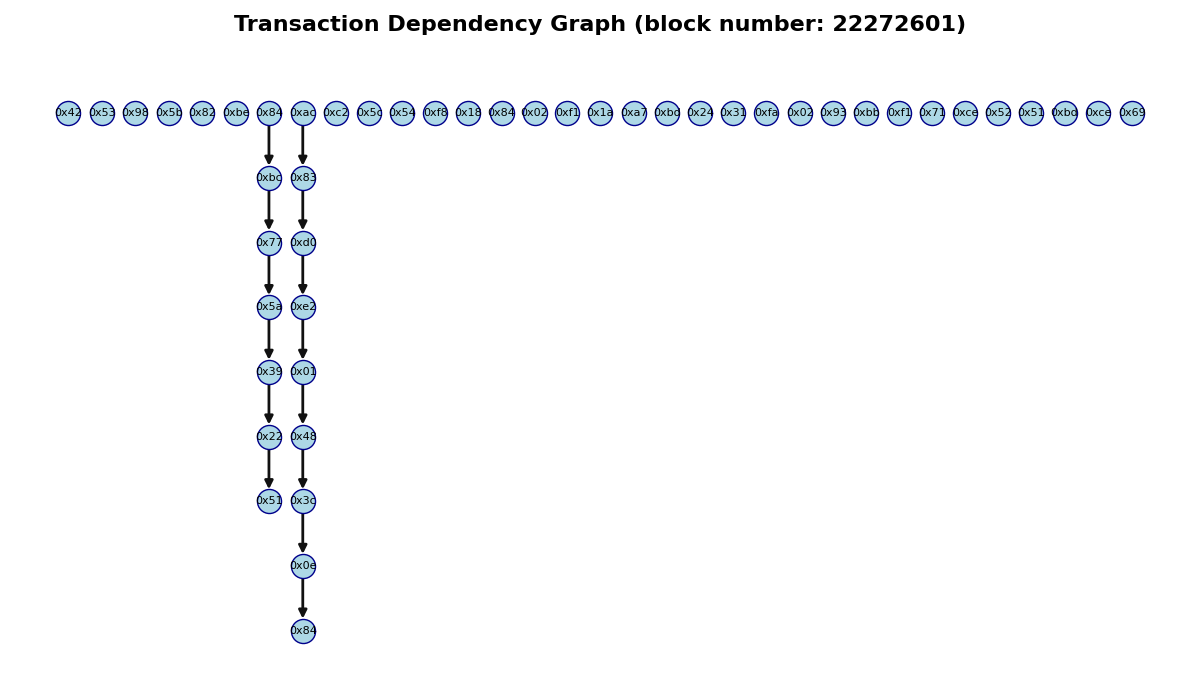 Transaction Dependency Graph (block number: 22272601)
0x42 0x53 0x98 0x5b 0x82 0xbe 0x84 0xac 0xc2 0x5c 0x54 0xf8 0x18 0x84 0x02 0xf1 0x1a 0xa7 0xbd 0x24 0x31 0xfa 0x02 0x93 0xbb 0xf1 0x71 0xce 0x52 0x51 0xbd 0xce 0x69
0xbc 0x83
0x77 0xd0
0x5a 0xe2
0x39 0x01
0x22 0x48
0x51 0x3c
0x0e
0x84